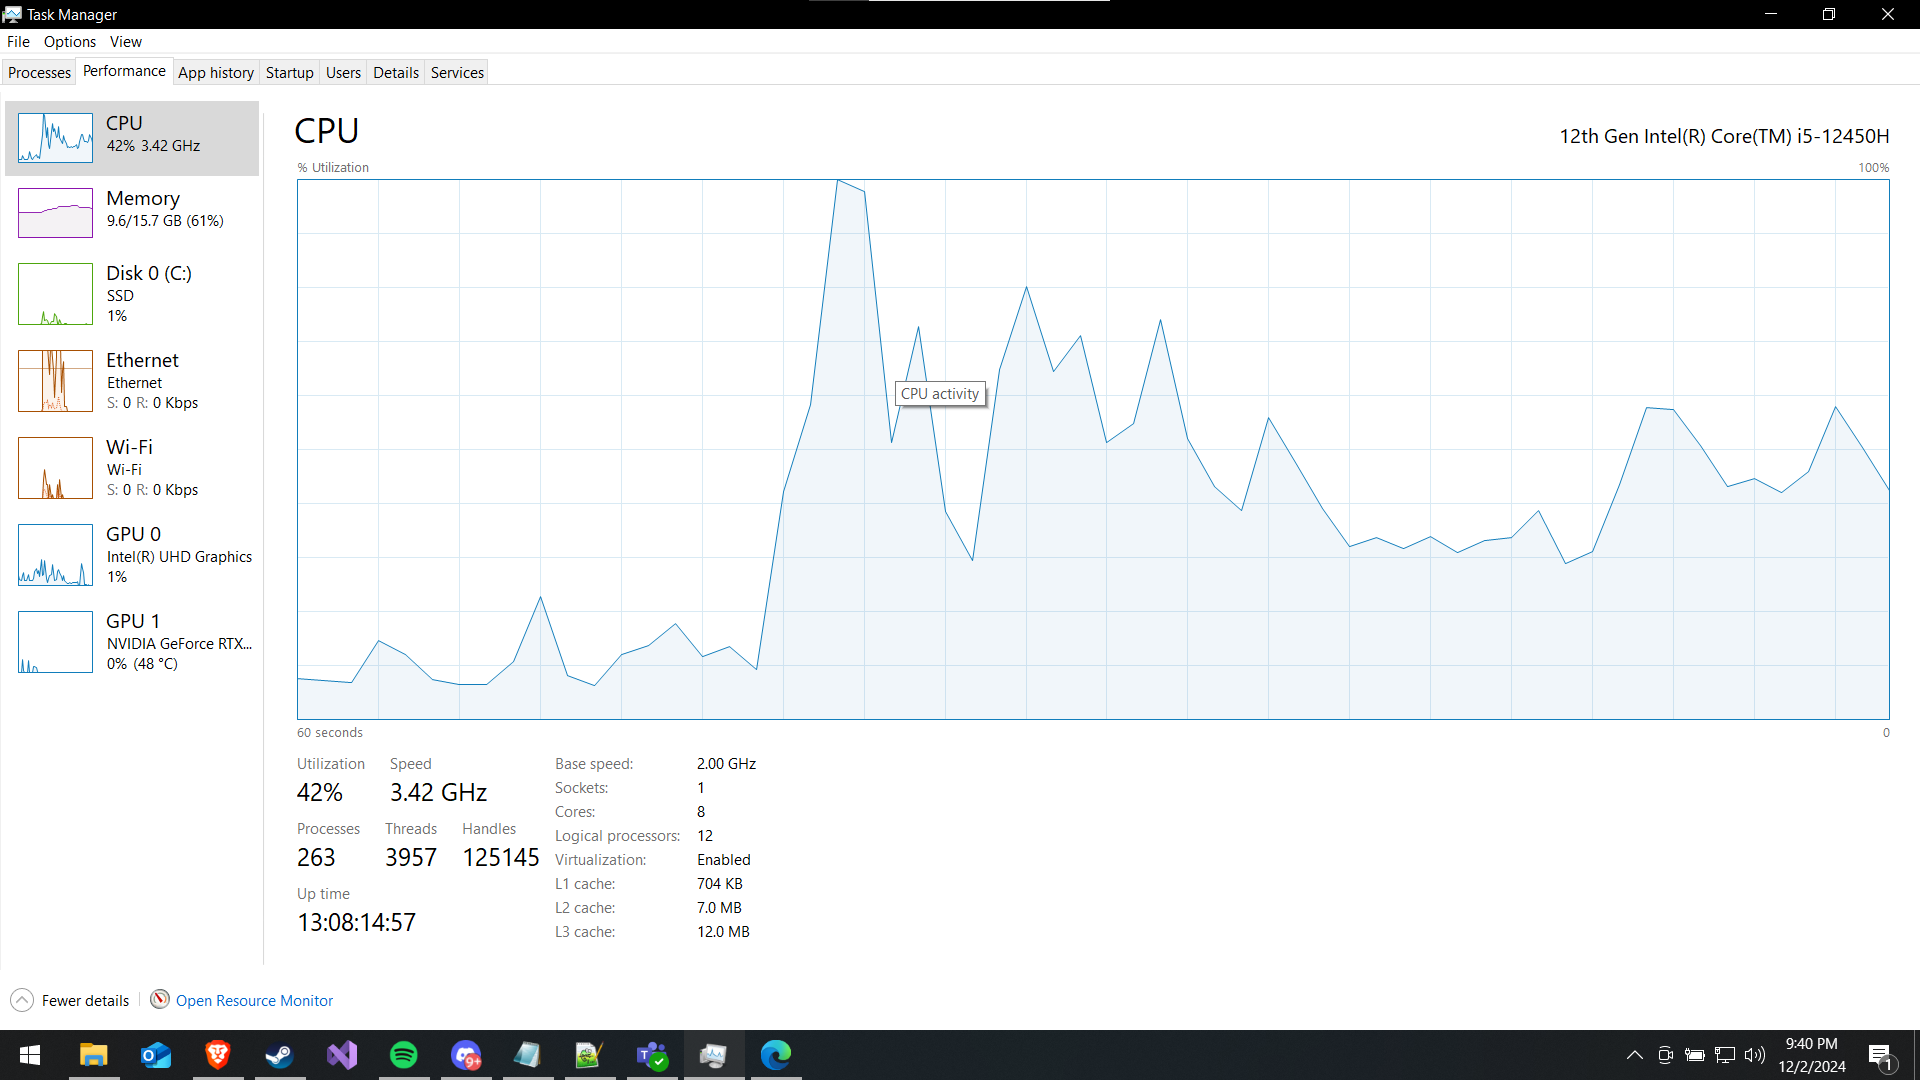 Task Manager
File Options View
Processes Performance App history Startup Users Details Services
CPU
42% 3.42 GHz
Memory
9.6/15.7 GB (61%)
Disk 0 (C:)
SSD
1%
Ethernet
Ethernet
S: 0 R: 0 Kbps
Wi-Fi
Wi-Fi
S: 0 R: 0 Kbps
GPU 0
Intel(R) UHD Graphics
1%
GPU 1
NVIDIA GeForce RTX...
0% (48 °C)
CPU
12th Gen Intel(R) Core(TM) i5-12450H
% Utilization
100%
CPU activity
60 seconds
0
Utilization Speed
42% 3.42 GHz
Processes Threads Handles
263 3957 125145
Up time
13:08:14:57
Base speed: 2.00 GHz
Sockets: 1
Cores: 8
Logical processors: 12
Virtualization: Enabled
L1 cache: 704 KB
L2 cache: 7.0 MB
L3 cache: 12.0 MB
Fewer details
Open Resource Monitor
9+
9:40 PM
12/2/2024
1